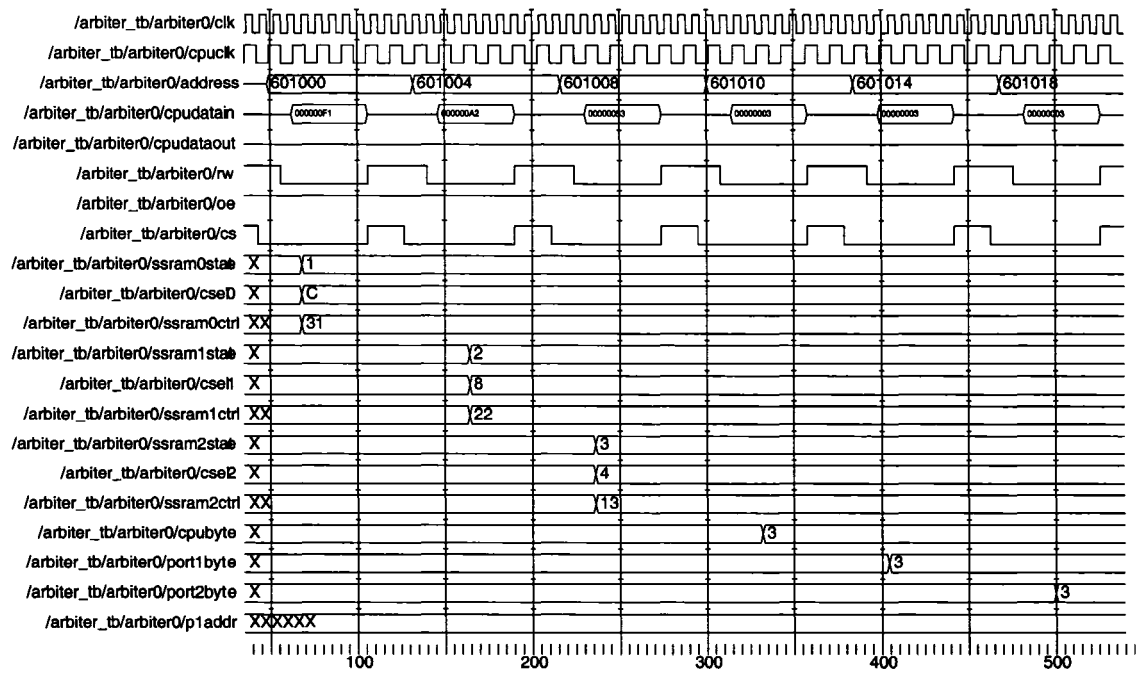 /arbiter_tb/arbiter0/clk
/arbiter_tb/arbiter0/cpuclk
/arbiter_tb/arbiter0/address 601000 601004 601008 601010 601014 601018
/arbiter_tb/arbiter0/cpudatain 000000F1 000000A2 00000003 00000003
/arbiter_tb/arbiter0/cpudataout
/arbiter_tb/arbiter0/rw
/arbiter_tb/arbiter0/oe
/arbiter_tb/arbiter0/cs
/arbiter_tb/arbiter0/ssram0state X 1
/arbiter_tb/arbiter0/csel0 X C
/arbiter_tb/arbiter0/ssram0ctrl XX 31
/arbiter_tb/arbiter0/ssram1state X 2
/arbiter_tb/arbiter0/csel1 X 8
/arbiter_tb/arbiter0/ssram1ctrl XX 22
/arbiter_tb/arbiter0/ssram2state X 3
/arbiter_tb/arbiter0/csel2 X 4
/arbiter_tb/arbiter0/ssram2ctrl XX 13
/arbiter_tb/arbiter0/cpubyte X 3
/arbiter_tb/arbiter0/port1byte X 3
/arbiter_tb/arbiter0/port2byte X 3
/arbiter_tb/arbiter0/p1addr XXXXXX
100 200 300 400 500